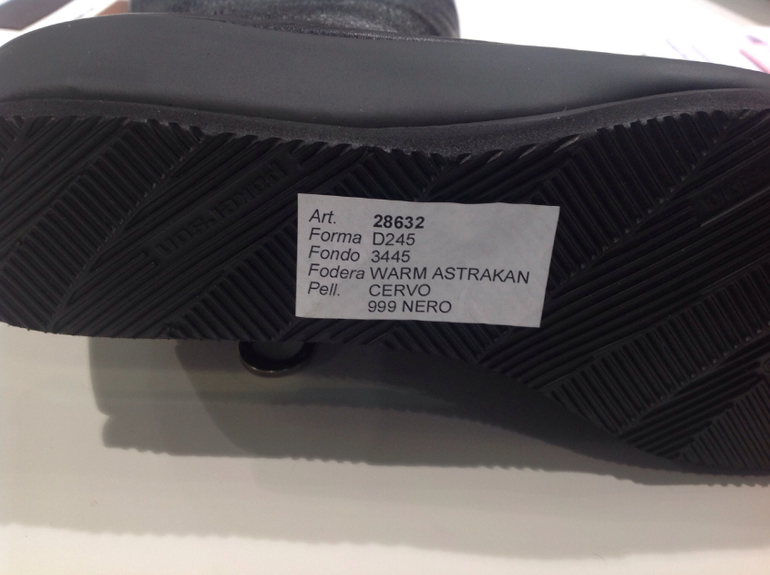 Art. 28632
Forma D245
Fondo 3445
Fodera WARM ASTRAKAN
Pell. CERVO
999 NERO